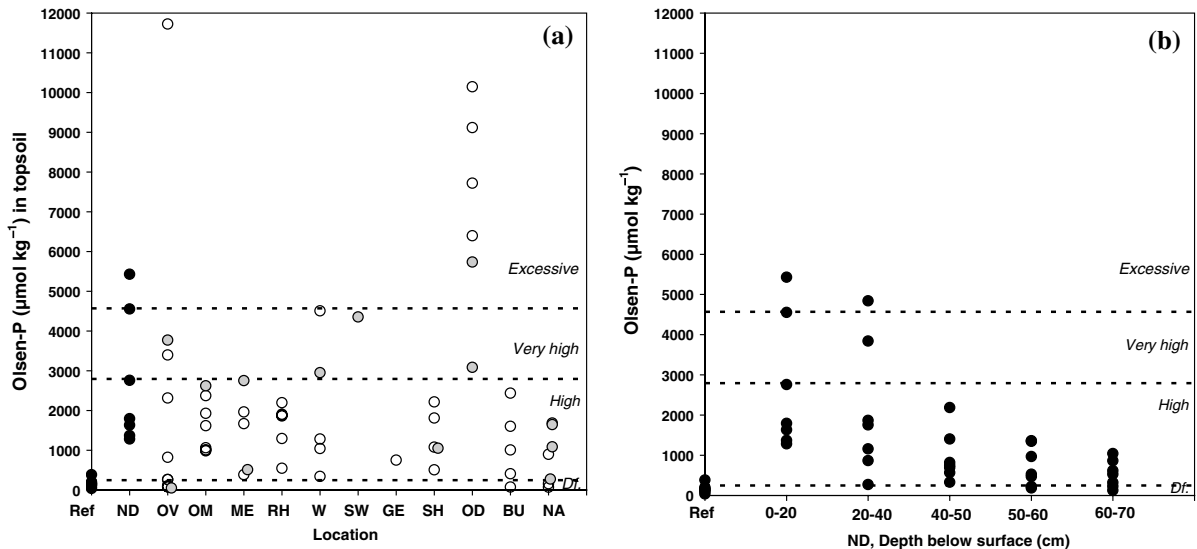 (a)
Olsen-P (µmol kg⁻¹) in topsoil
12000
11000
10000
9000
8000
7000
6000
5000
4000
3000
2000
1000
0
Excessive
Very high
High
Df.
Ref ND OV OM ME RH W SW GE SH OD BU NA
Location
(b)
Olsen-P (µmol kg⁻¹)
12000
11000
10000
9000
8000
7000
6000
5000
4000
3000
2000
1000
0
Excessive
Very high
High
Df.
Ref 0-20 20-40 40-50 50-60 60-70
ND, Depth below surface (cm)